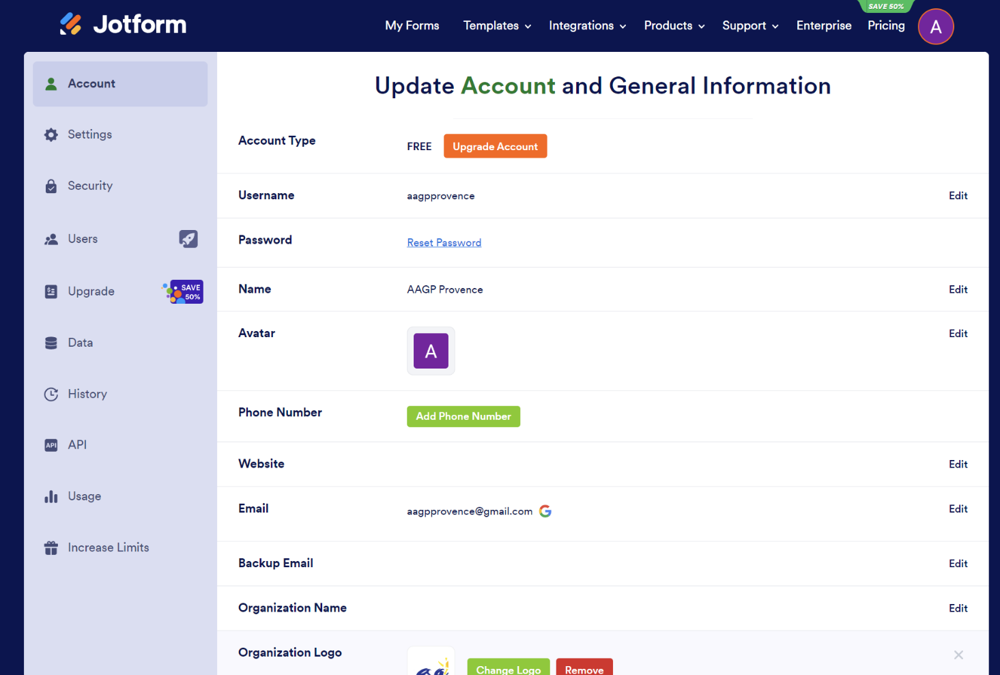 SAVE 50%
Jotform
My Forms
Templates
Integrations
Products
Support
Enterprise
Pricing
A
Account
Settings
Security
Users
Upgrade
SAVE
50%
Data
History
API
API
Usage
Increase Limits
Update Account and General Information
Account Type
FREE
Upgrade Account
Username
aagpprovence
Edit
Password
Reset Password
Name
AAGP Provence
Edit
Avatar
A
Edit
Phone Number
Add Phone Number
Website
Edit
Email
aagpprovence@gmail.com
Edit
Backup Email
Edit
Organization Name
Edit
Organization Logo
Change Logo
Remove